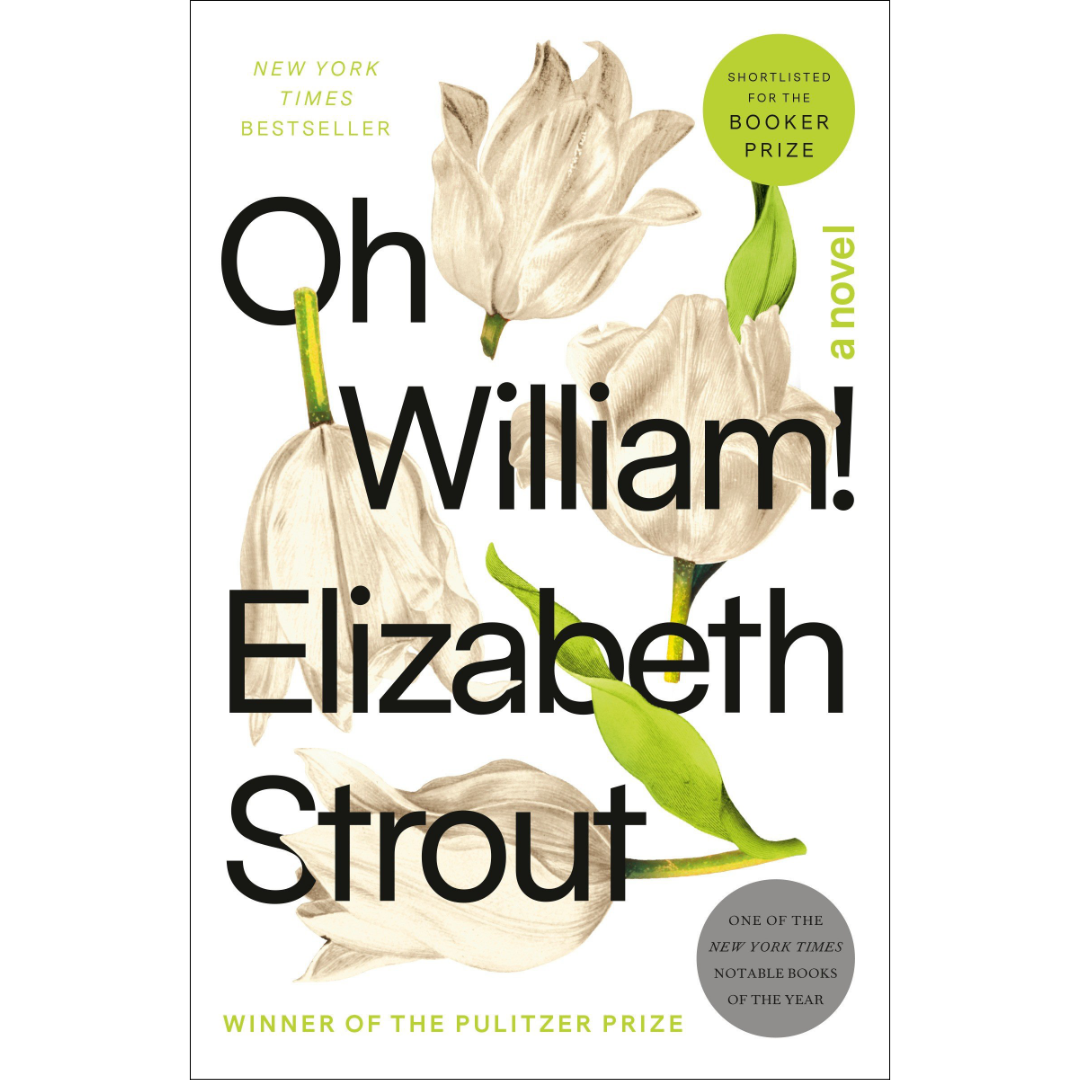 NEW YORK
TIMES
BESTSELLER
SHORTLISTED
FOR THE
BOOKER
PRIZE
Oh
a novel
William!
Elizabeth
Strout
ONE OF THE
NEW YORK TIMES
NOTABLE BOOKS
OF THE YEAR
WINNER OF THE PULITZER PRIZE